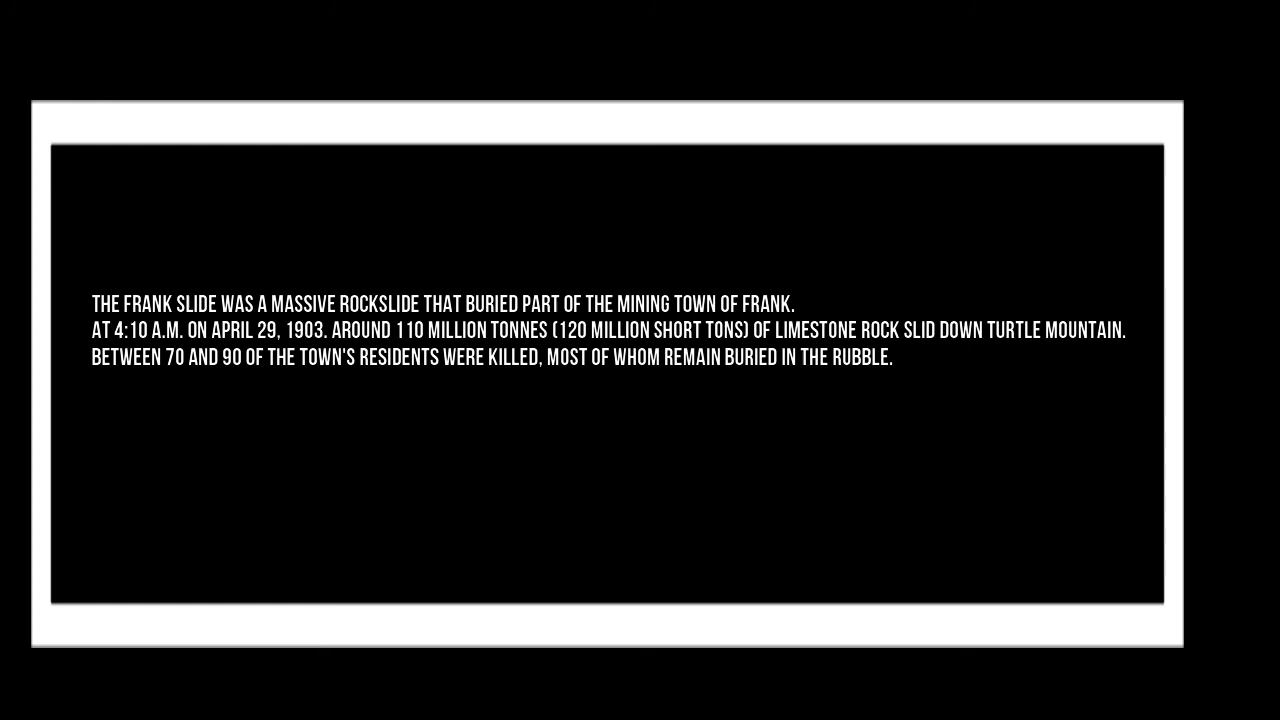 THE FRANK SLIDE WAS A MASSIVE ROCKSLIDE THAT BURIED PART OF THE MINING TOWN OF FRANK.
AT 4:10 A.M. ON APRIL 29, 1903. AROUND 110 MILLION TONNES (120 MILLION SHORT TONS) OF LIMESTONE ROCK SLID DOWN TURTLE MOUNTAIN.
BETWEEN 70 AND 90 OF THE TOWN'S RESIDENTS WERE KILLED, MOST OF WHOM REMAIN BURIED IN THE RUBBLE.